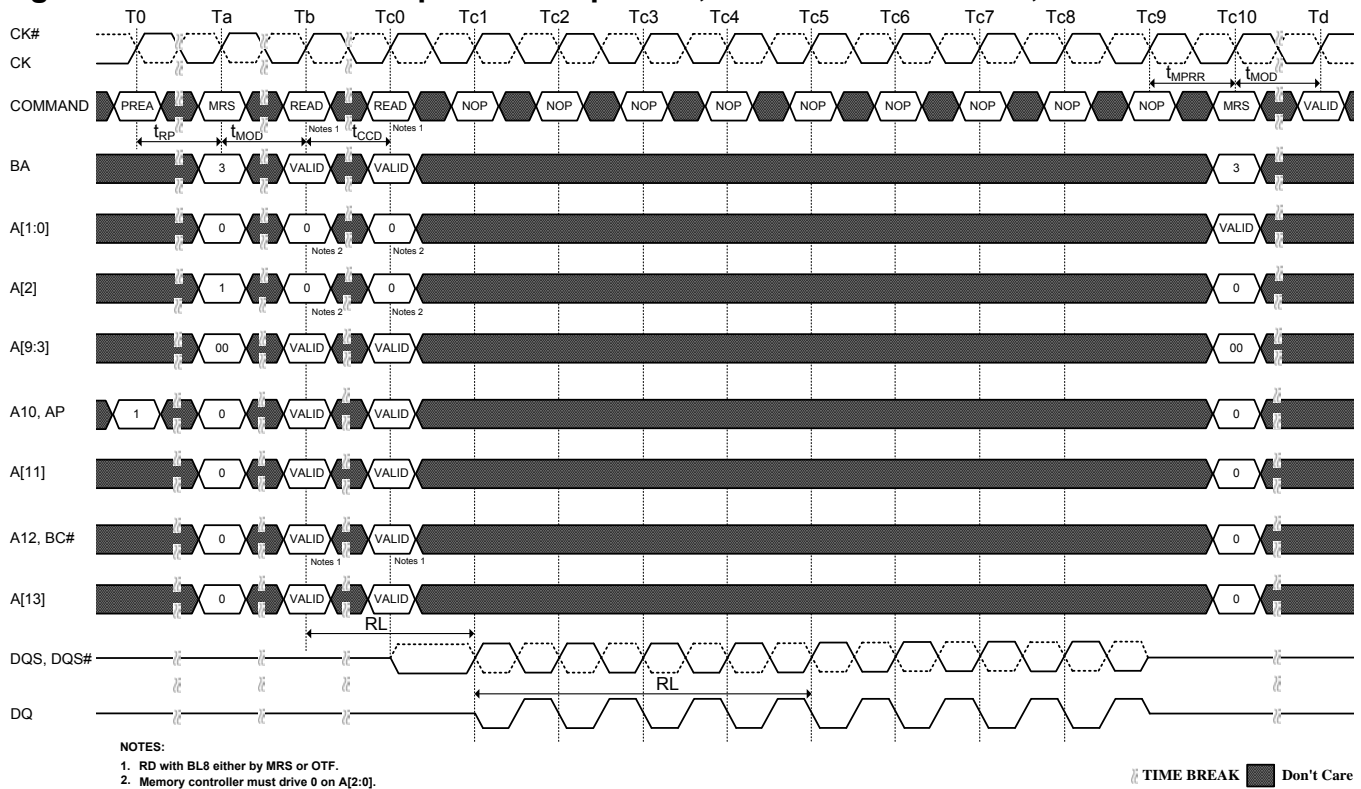 T0 Ta Tb Tc0 Tc1 Tc2 Tc3 Tc4 Tc5 Tc6 Tc7 Tc8 Tc9 Tc10 Td
CK#
CK
tMPRR tMOD
COMMAND PREA MRS READ READ NOP NOP NOP NOP NOP NOP NOP NOP NOP MRS VALID
Notes 1 Notes 1
tRP tMOD tCCD
BA 3 VALID VALID 3
A[1:0] 0 0 0 VALID
Notes 2 Notes 2
A[2] 1 0 0 0
Notes 2 Notes 2
A[9:3] 00 VALID VALID 00
A10, AP 1 0 VALID VALID 0
A[11] 0 VALID VALID 0
A12, BC# 0 VALID VALID 0
Notes 1 Notes 1
A[13] 0 VALID VALID 0
RL
DQS, DQS#
RL
DQ
NOTES:
1. RD with BL8 either by MRS or OTF.
2. Memory controller must drive 0 on A[2:0].
TIME BREAK Don't Care